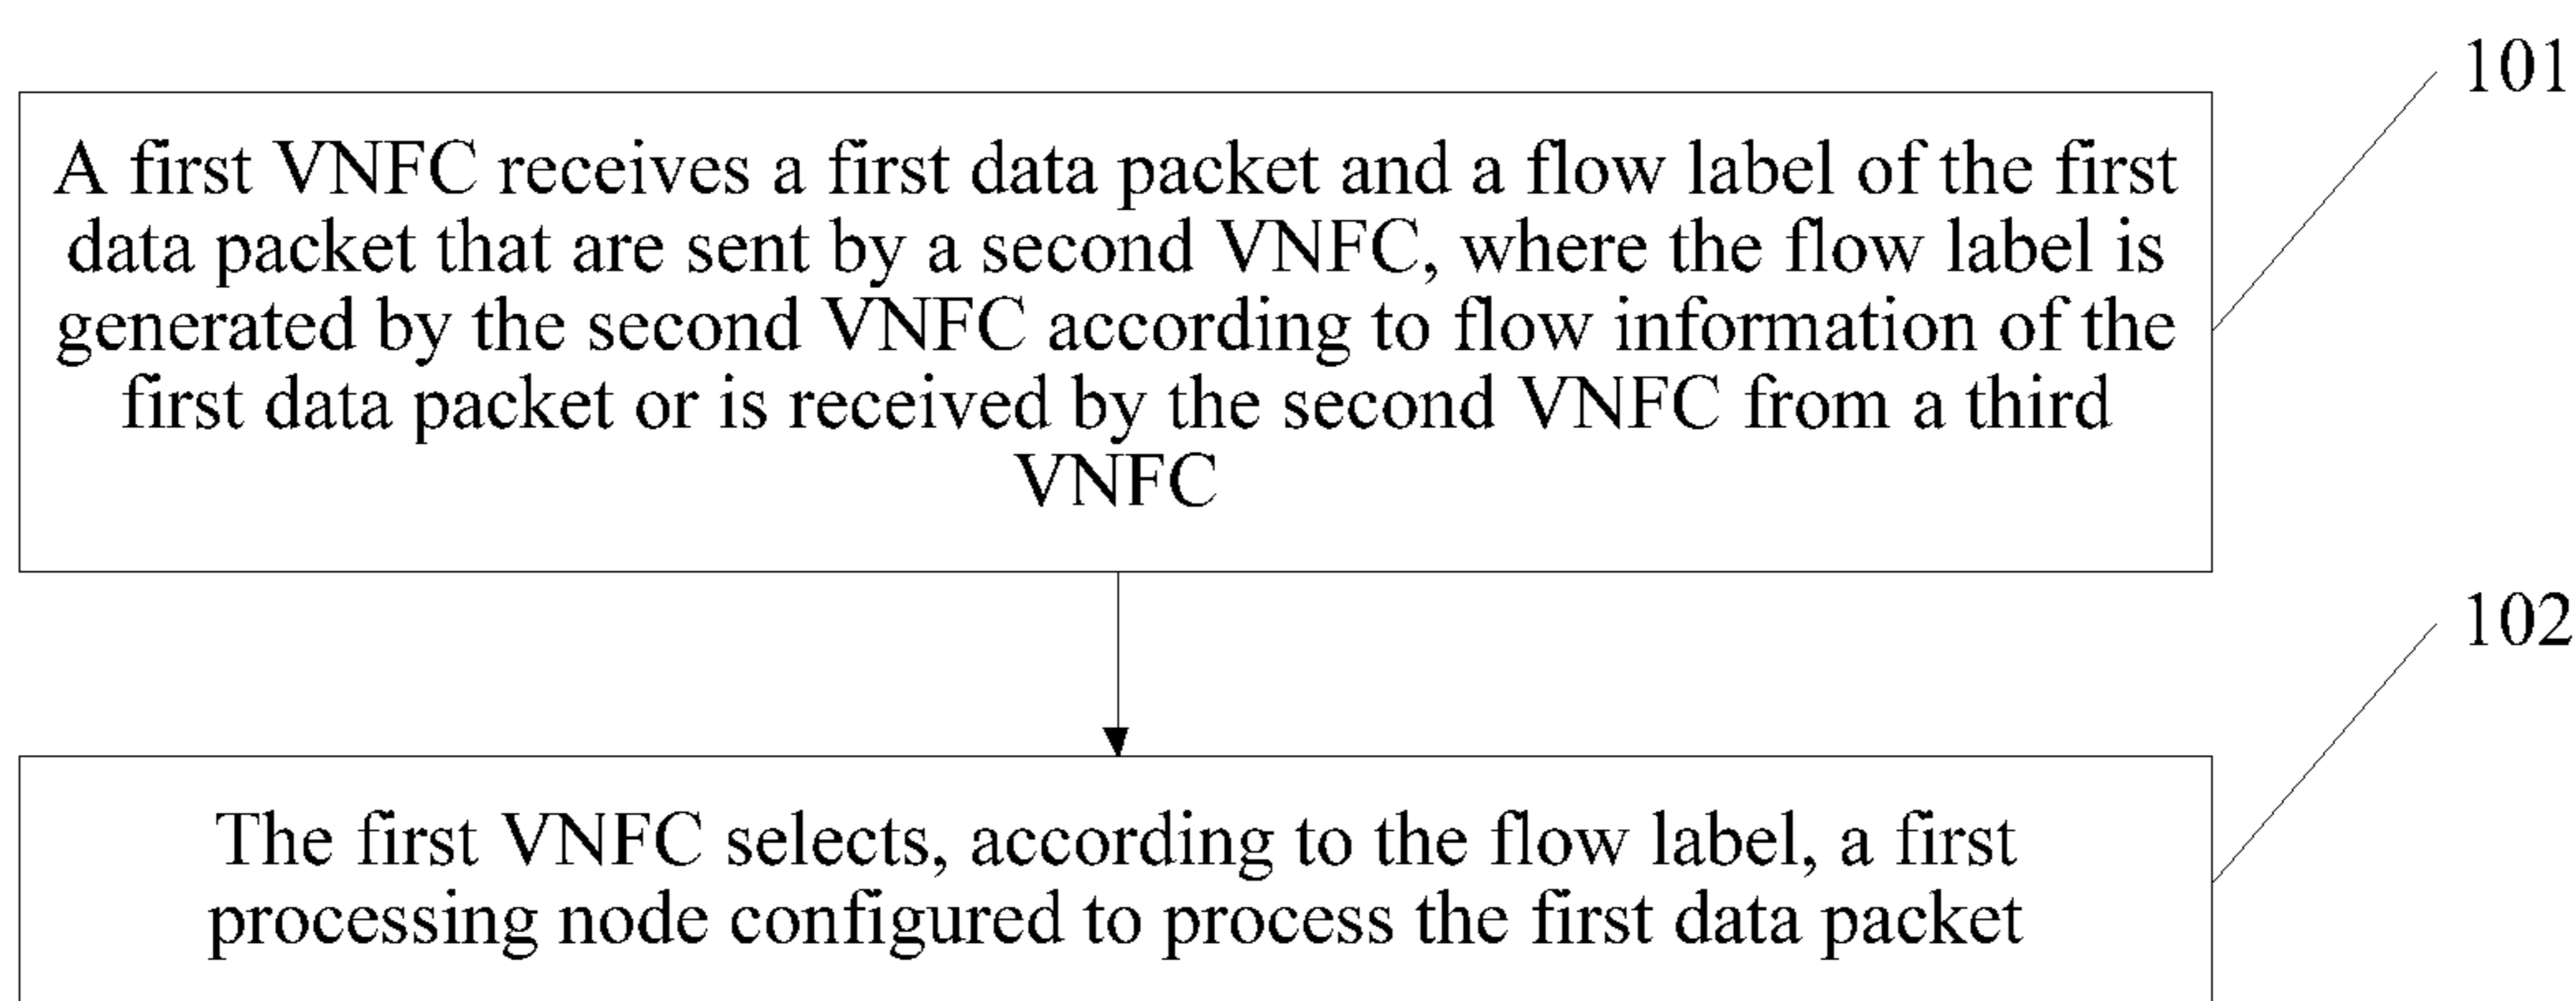 101
A first VNFC receives a first data packet and a flow label of the first
data packet that are sent by a second VNFC, where the flow label is
generated by the second VNFC according to flow information of the
first data packet or is received by the second VNFC from a third
VNFC
102
The first VNFC selects, according to the flow label, a first
processing node configured to process the first data packet